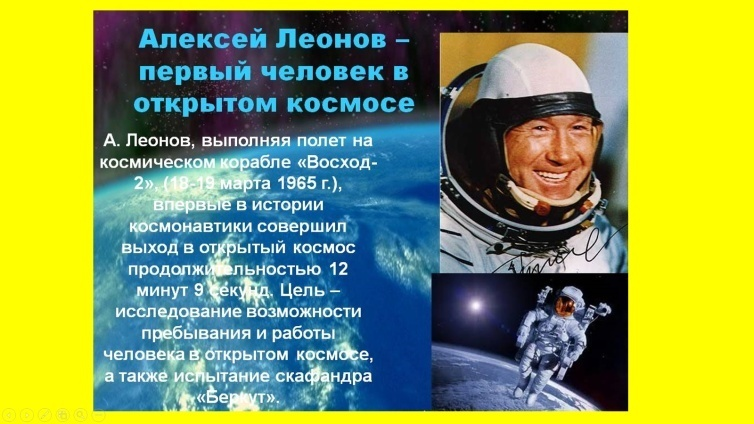 Алексей Леонов –
первый человек в
открытом космосе
А. Леонов, выполняя полет на
космическом корабле «Восход-
2», (18-19 марта 1965 г.),
впервые в истории
космонавтики совершил
выход в открытый космос
продолжительностью 12
минут 9 секунд. Цель –
исследование возможности
пребывания и работы
человека в открытом космосе,
а также испытание скафандра
«Беркут».